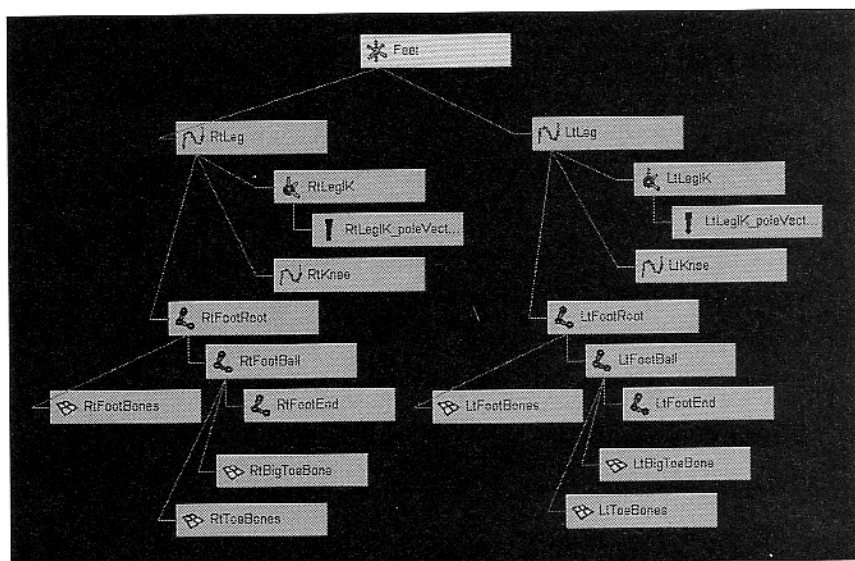 Feet
RtLeg
LtLeg
RtLegIK
LtLegIK
RtLegIK_poleVect...
LtLegIK_poleVect...
RtKnee
LtKnee
RtFootRoot
LtFootRoot
RtFootBall
LtFootBall
RtFootBones
RtFootEnd
LtFootBones
LtFootEnd
RtBigToeBone
LtBigToeBone
RtToeBones
LtToeBones